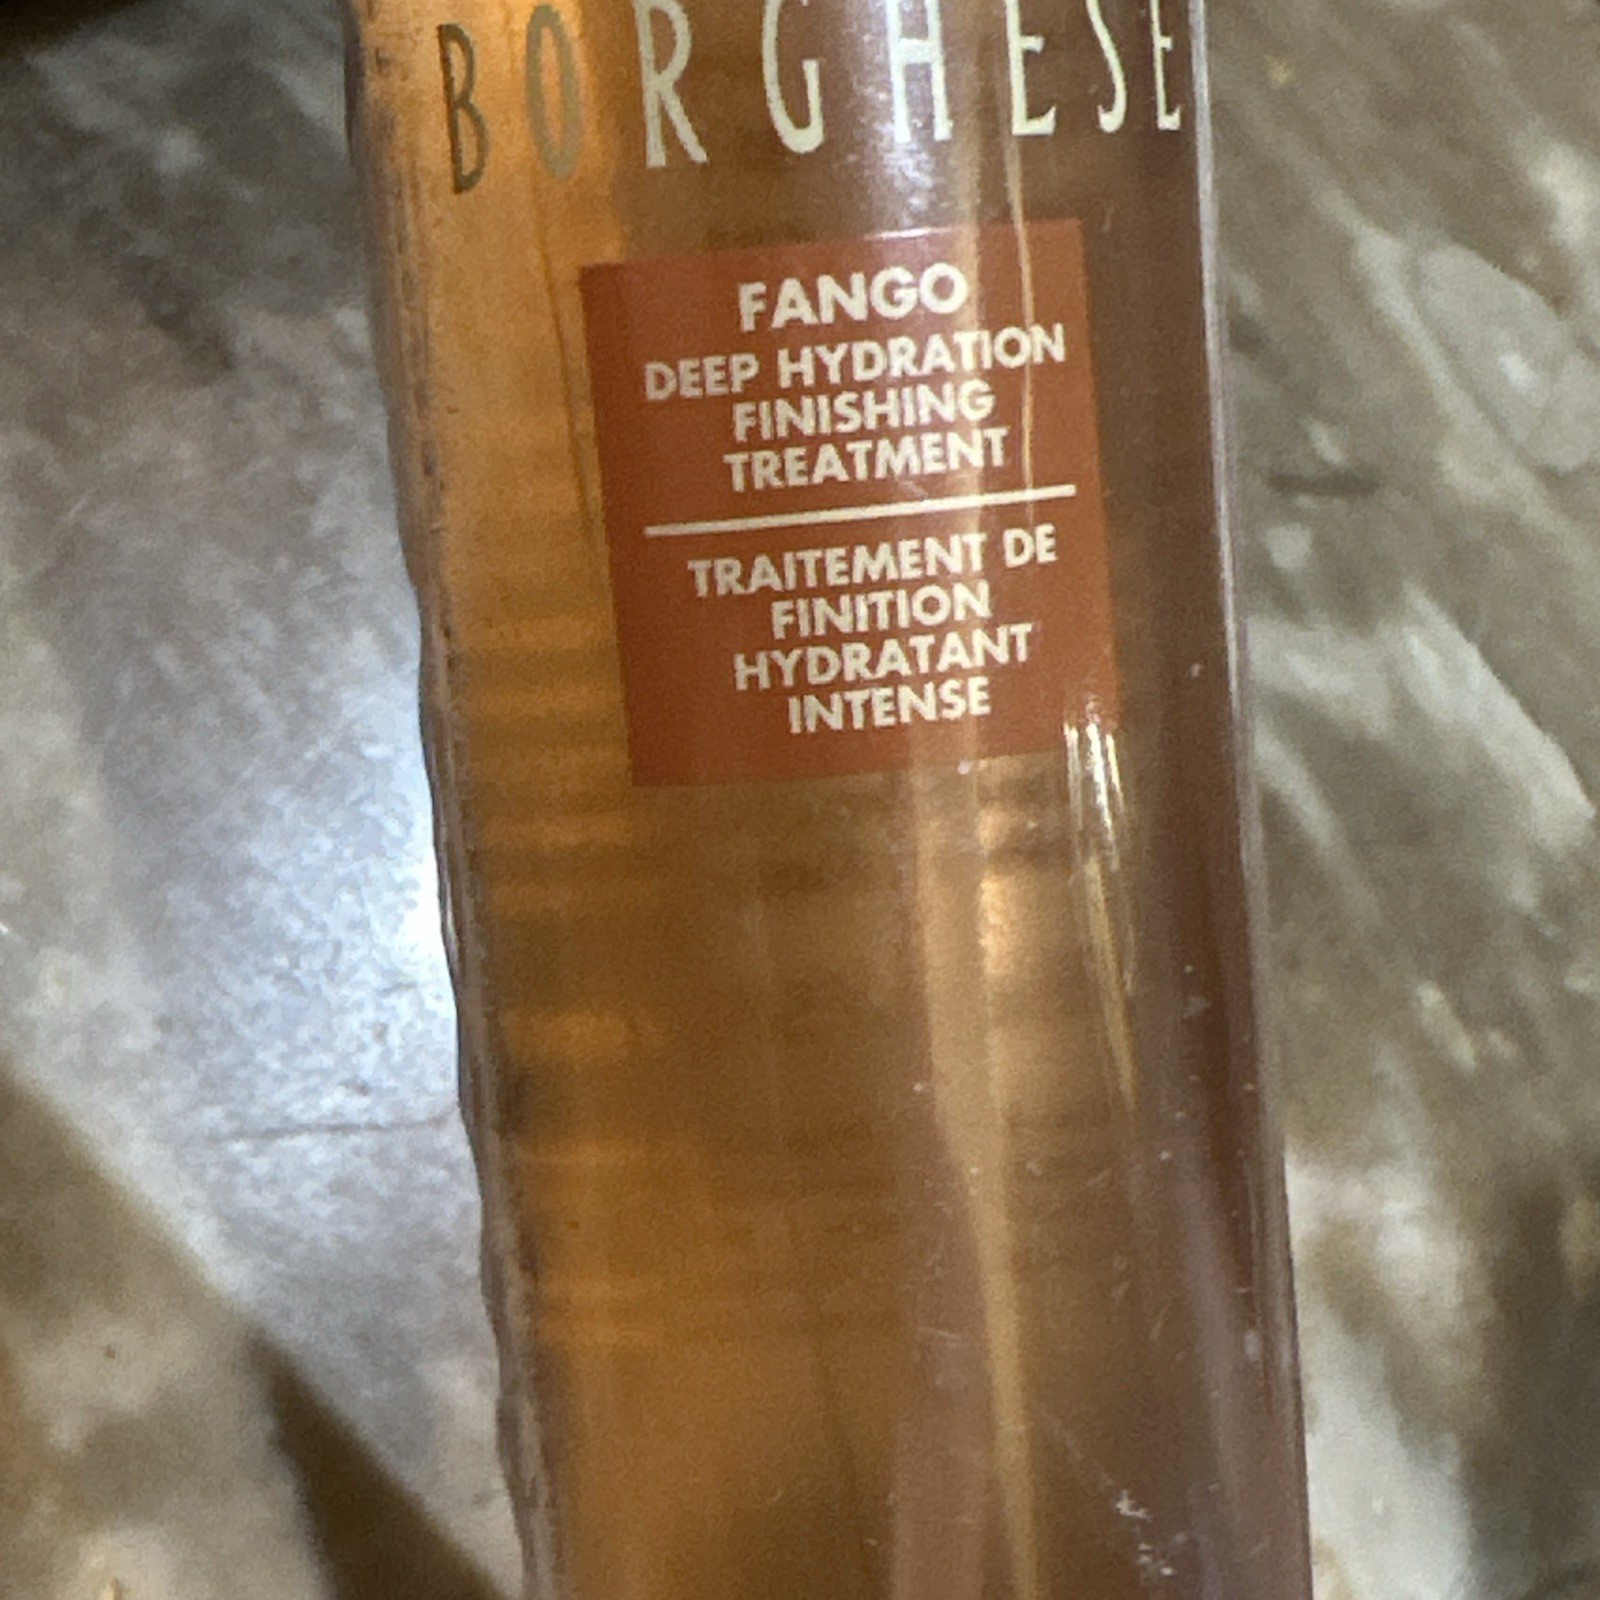 BORGHESE
FANGO
DEEP HYDRATION
FINISHING
TREATMENT
TRAITEMENT DE
FINITION
HYDRATANT
INTENSE